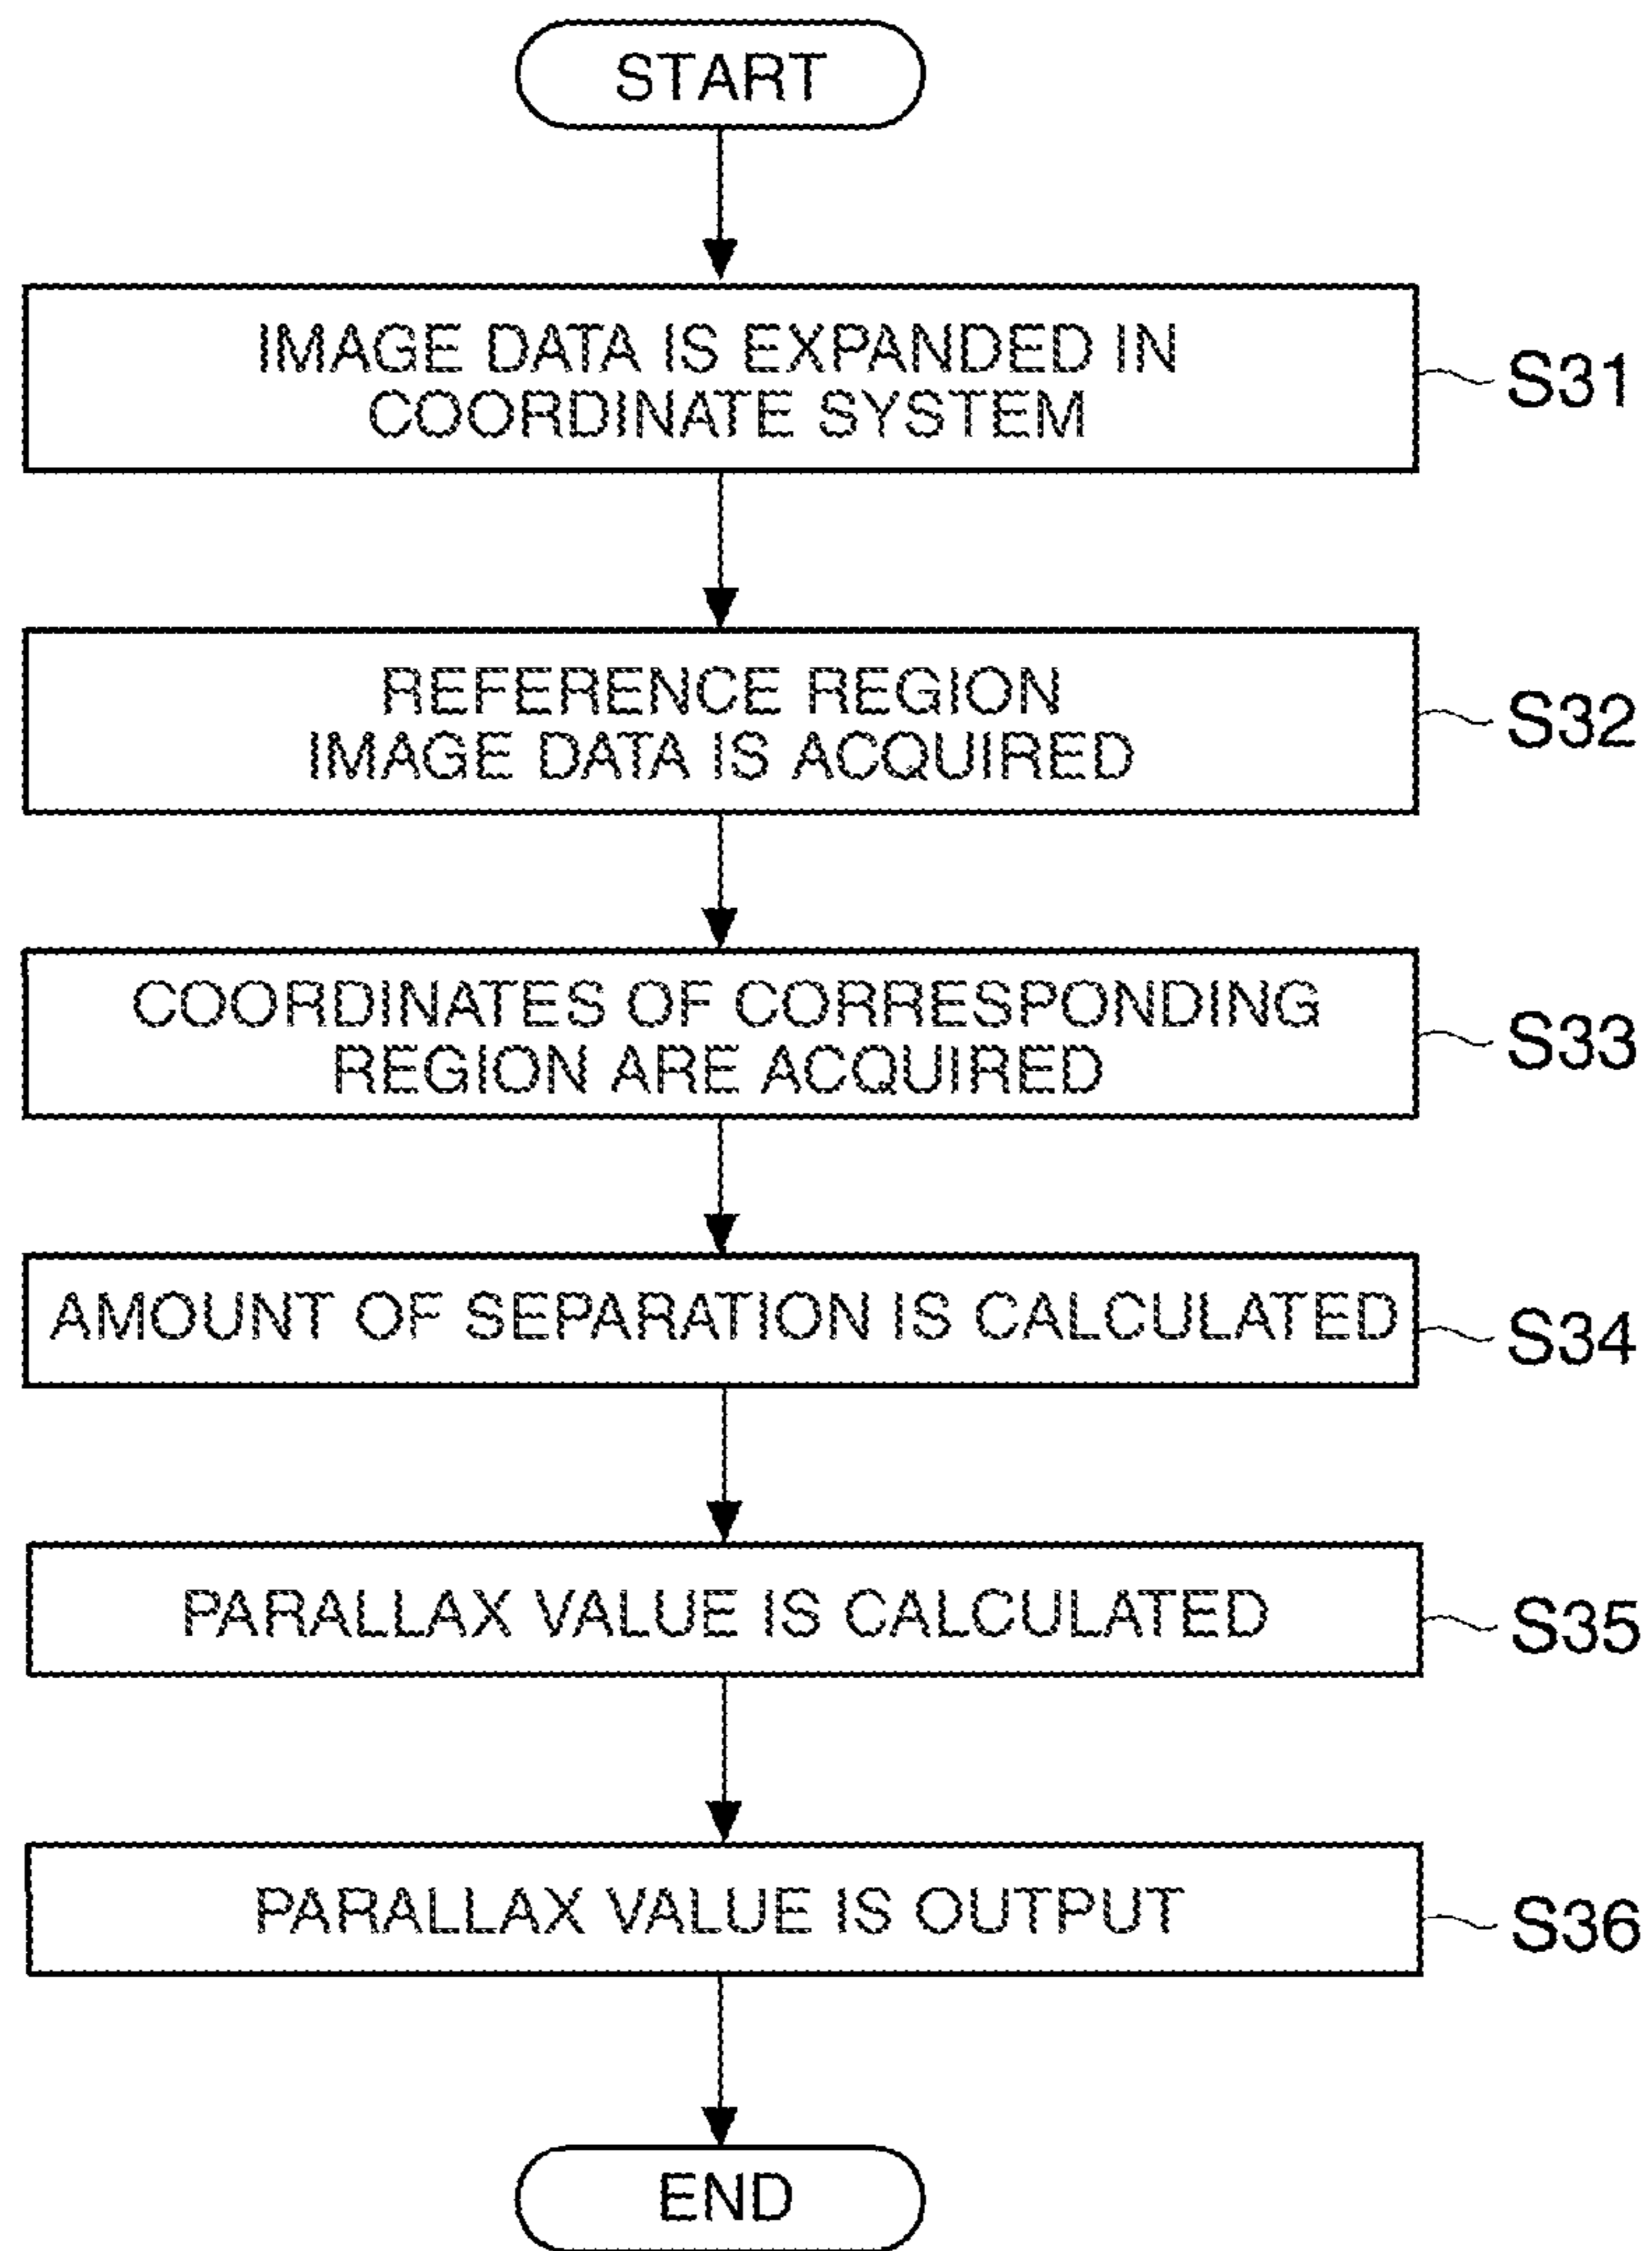 START
IMAGE DATA IS EXPANDED IN
COORDINATE SYSTEM
S31
REFERENCE REGION
IMAGE DATA IS ACQUIRED
S32
COORDINATES OF CORRESPONDING
REGION ARE ACQUIRED
S33
AMOUNT OF SEPARATION IS CALCULATED
S34
PARALLAX VALUE IS CALCULATED
S35
PARALLAX VALUE IS OUTPUT
S36
END